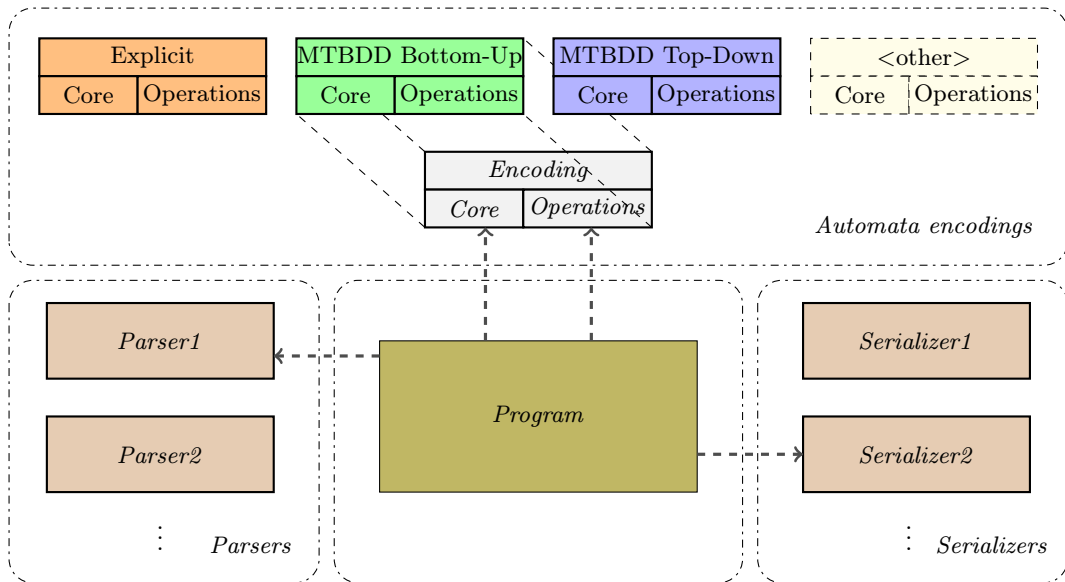 Explicit
Core Operations
MTBDD Bottom-Up
Core Operations
MTBDD Top-Down
Core Operations
<other>
Core Operations
Encoding
Core Operations
Automata encodings
Parser1
Parser2
⋮
Parsers
Program
Serializer1
Serializer2
⋮
Serializers